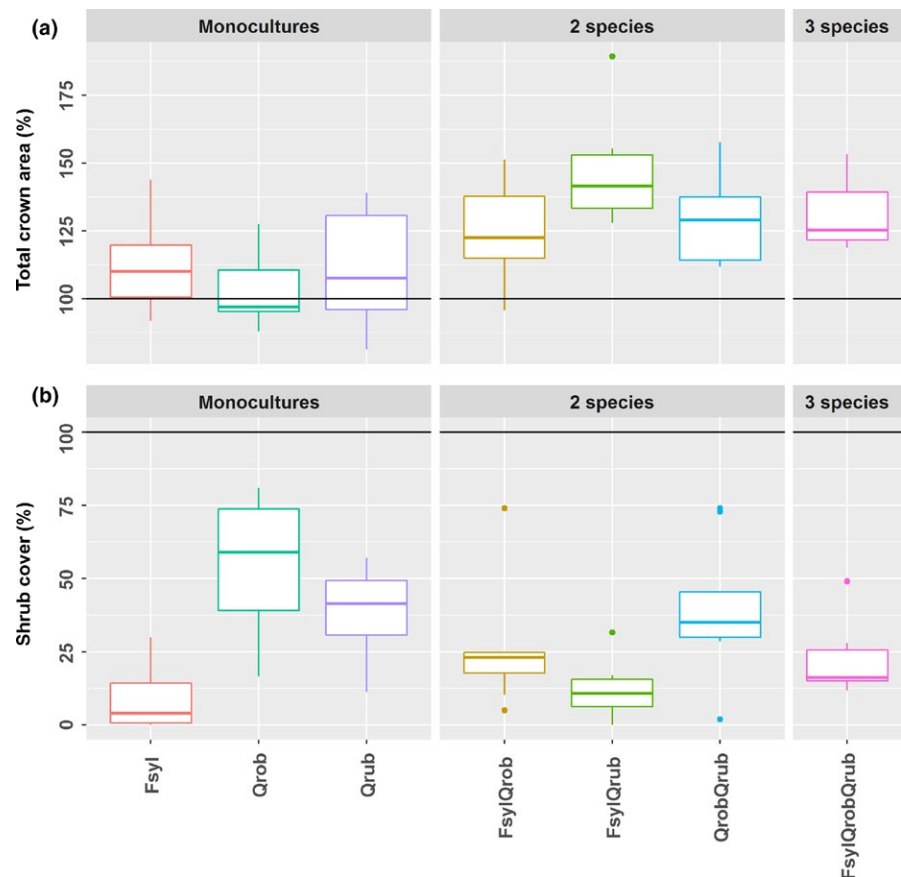 (a)
Monocultures
2 species
3 species
Total crown area (%)
175
150
125
100
(b)
Monocultures
2 species
3 species
Shrub cover (%)
100
75
50
25
0
Fsyl
Qrob
Qrub
FsylQrob
FsylQrub
QrobQrub
FsylQrobQrub